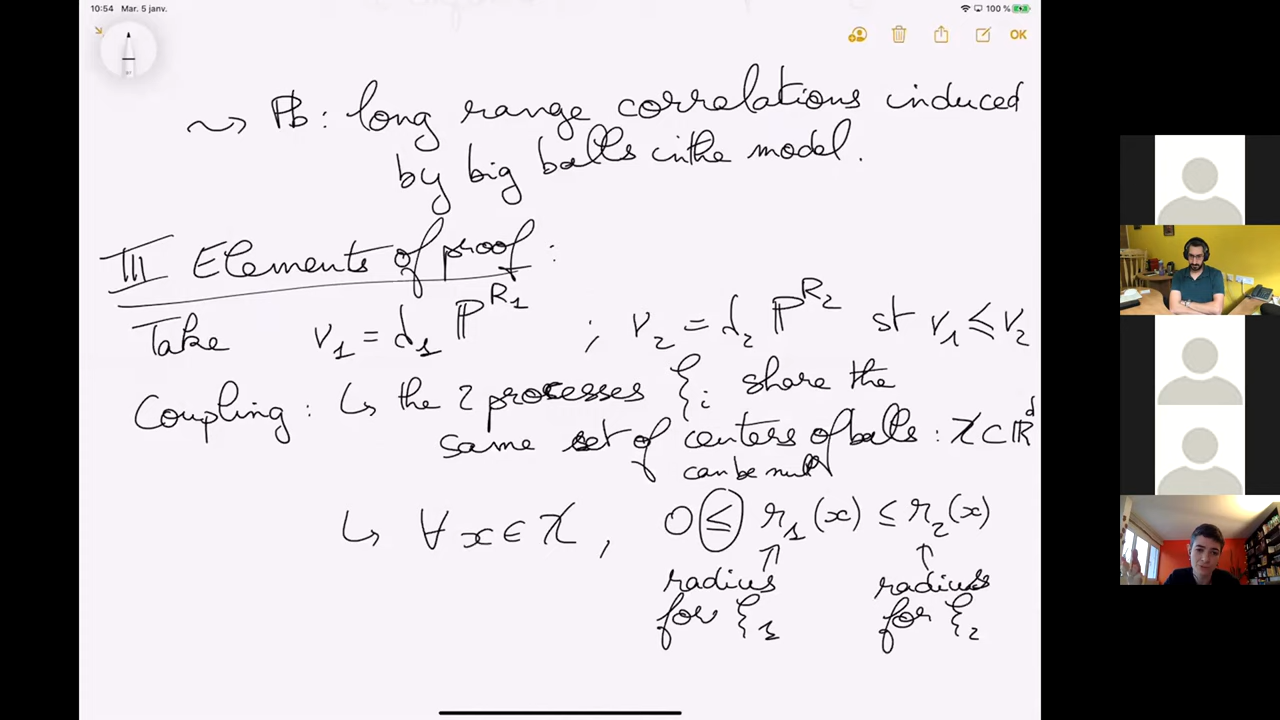 10:54 Mar. 5 janv.
100 %
OK
⤳ Pb: long range correlations induced
by big balls in the model.
III Elements of proof :
Take ν₁ = d₁ ℙ^{R₁} ; ν₂ = d₂ ℙ^{R₂} st ν₁ ≤ ν₂
Coupling : ↳ the 2 processes ξᵢ share the
same set of centers of balls : χ ⊂ ℝᵈ
can be null
↳ ∀ x ∈ χ, 0 ≤ r₁(x) ≤ r₂(x)
↑ ↑
radius radius
for ξ₁ for ξ₂